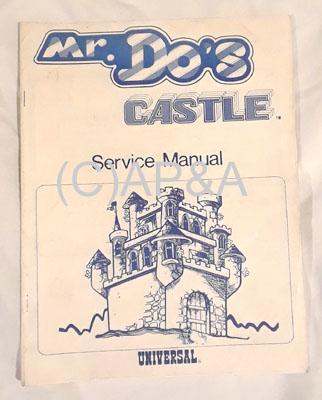 Mr. Do's
CASTLE™
Service Manual
(C)AP&A
UNIVERSAL®